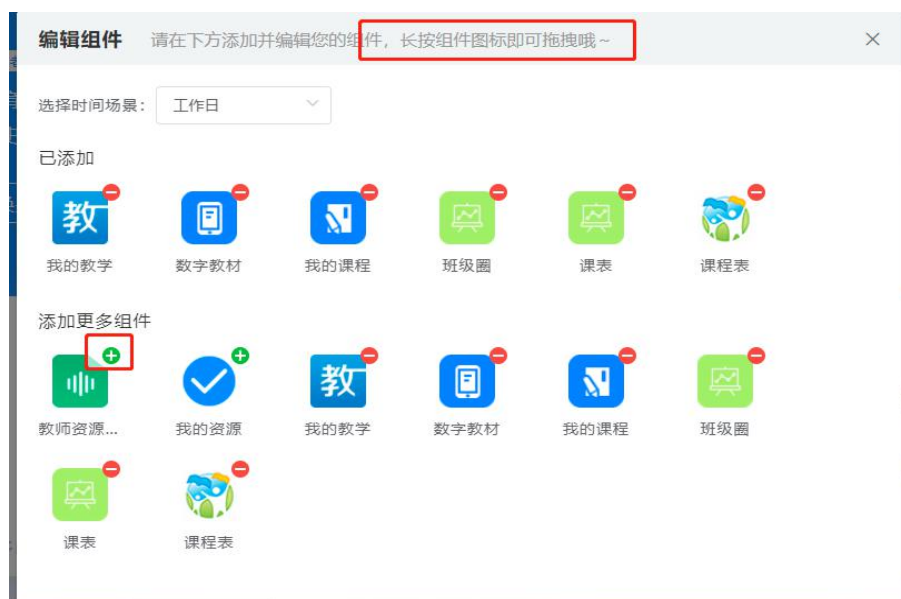 编辑组件 请在下方添加并编辑您的组件，长按组件图标即可拖拽哦~
选择时间场景： 工作日
已添加
教
我的教学 数字教材 我的课程 班级圈 课表 课程表
添加更多组件
教
教师资源... 我的资源 我的教学 数字教材 我的课程 班级圈
课表 课程表